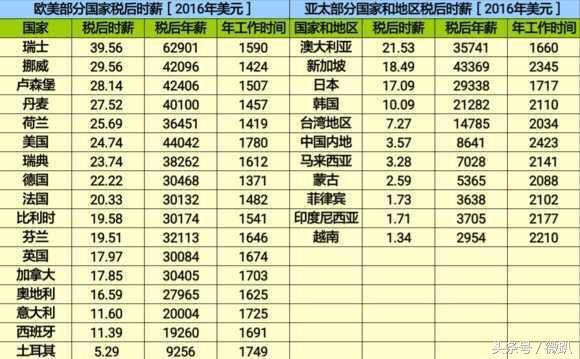 欧美部分国家税后时薪[2016年美元] 亚太部分国家和地区税后时薪[2016年美元]
国家 税后时薪 税后年薪 年工作时间 国家和地区 税后时薪 税后年薪 年工作时间
瑞士 39.56 62901 1590 澳大利亚 21.53 35741 1660
挪威 29.56 42096 1424 新加坡 18.49 43369 2345
卢森堡 28.14 42406 1507 日本 17.09 29338 1717
丹麦 27.52 40100 1457 韩国 10.09 21282 2110
荷兰 25.69 36451 1419 台湾地区 7.27 14785 2034
美国 24.74 44042 1780 中国内地 3.57 8641 2423
瑞典 23.74 38262 1612 马来西亚 3.28 7028 2141
德国 22.22 30468 1371 蒙古 2.59 5365 2088
法国 20.33 30132 1482 菲律宾 1.73 3638 2102
比利时 19.58 30174 1541 印度尼西亚 1.71 3705 2177
芬兰 19.51 32113 1646 越南 1.34 2954 2210
英国 17.97 30084 1674
加拿大 17.85 30405 1703
奥地利 16.59 27965 1625
意大利 11.60 20004 1725
西班牙 11.39 19260 1691
土耳其 5.29 9256 1749
头条号/微趴